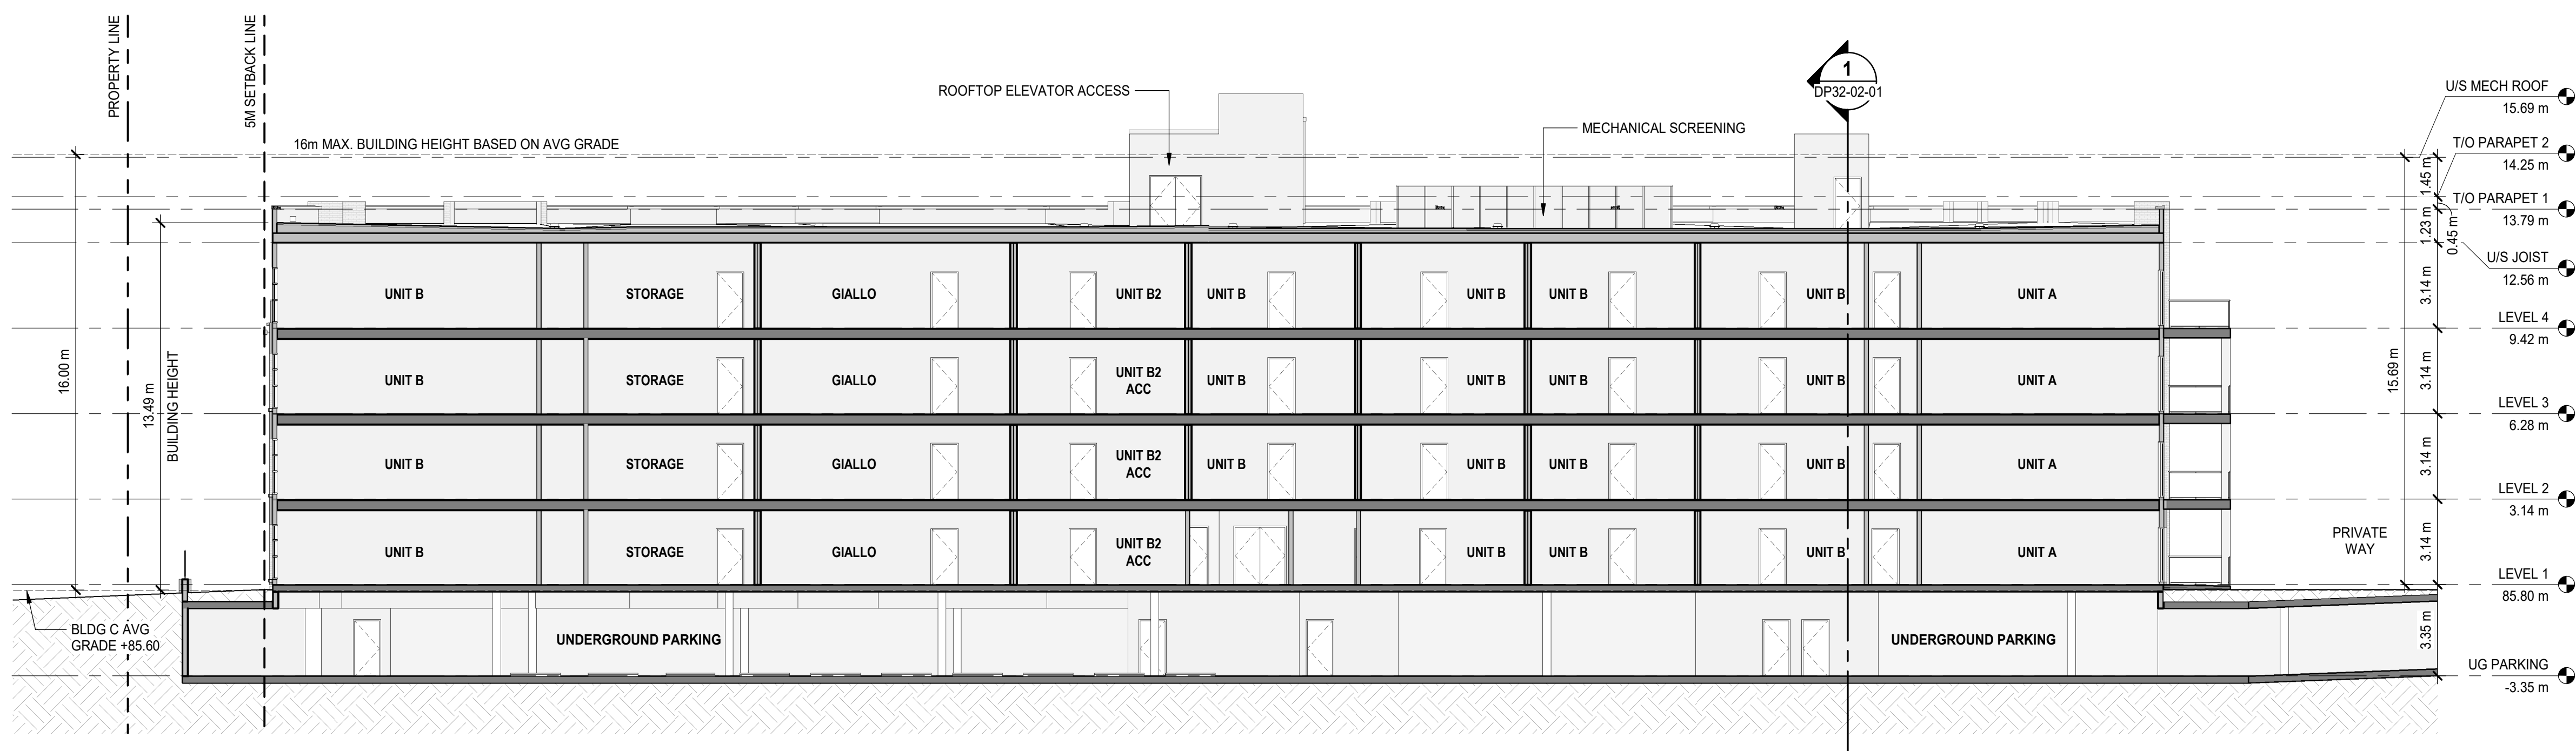 PROPERTY LINE
5M SETBACK LINE
16m MAX. BUILDING HEIGHT BASED ON AVG GRADE
ROOFTOP ELEVATOR ACCESS
MECHANICAL SCREENING
1
DP32-02-01
U/S MECH ROOF
15.69 m
T/O PARAPET 2
14.25 m
T/O PARAPET 1
13.79 m
U/S JOIST
12.56 m
LEVEL 4
9.42 m
LEVEL 3
6.28 m
LEVEL 2
3.14 m
LEVEL 1
85.80 m
UG PARKING
-3.35 m
1.45 m
1.23 m
0.45 m
3.14 m
3.14 m
3.14 m
3.14 m
3.35 m
15.69 m
PRIVATE
WAY
16.00 m
13.49 m
BUILDING HEIGHT
UNIT B
STORAGE
GIALLO
UNIT B2
UNIT B
UNIT B
UNIT B
UNIT B
UNIT A
UNIT B
STORAGE
GIALLO
UNIT B2
ACC
UNIT B
UNIT B
UNIT B
UNIT B
UNIT A
UNIT B
STORAGE
GIALLO
UNIT B2
ACC
UNIT B
UNIT B
UNIT B
UNIT B
UNIT A
UNIT B
STORAGE
GIALLO
UNIT B2
ACC
UNIT B
UNIT B
UNIT B
UNIT A
BLDG C AVG
GRADE +85.60
UNDERGROUND PARKING
UNDERGROUND PARKING